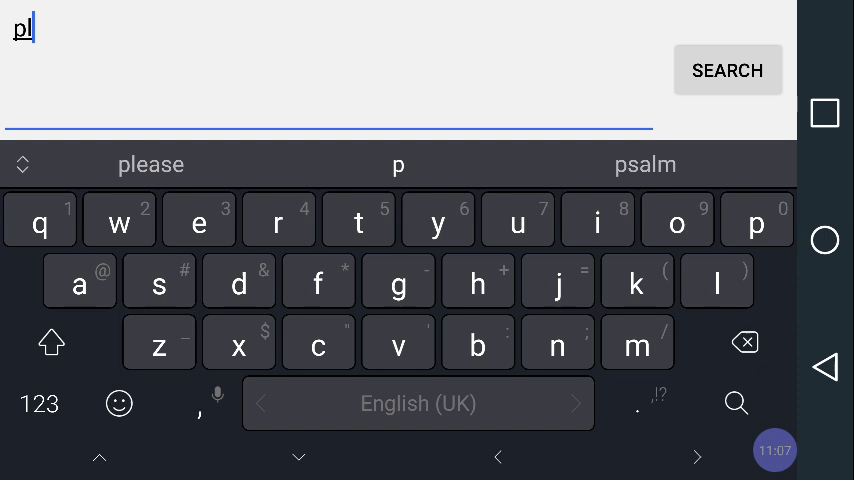 pl
SEARCH
please p psalm
q 1 w 2 e 3 r 4 t 5 y 6 u 7 i 8 o 9 p 0
a @ s # d & f * g - h + j = k ( l )
z _ x $ c " v ' b : n ; m /
123 , English (UK) . ,!?
11:07